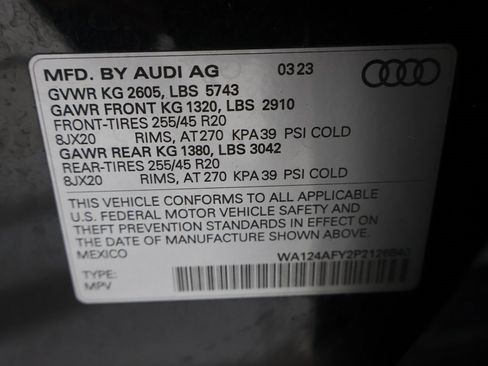 MFD. BY AUDI AG 03 23
GVWR KG 2605, LBS 5743
GAWR FRONT KG 1320, LBS 2910
FRONT-TIRES 255/45 R20
8JX20 RIMS, AT 270 KPA 39 PSI COLD
GAWR REAR KG 1380, LBS 3042
REAR-TIRES 255/45 R20
8JX20 RIMS, AT 270 KPA 39 PSI COLD
THIS VEHICLE CONFORMS TO ALL APPLICABLE
U.S. FEDERAL MOTOR VEHICLE SAFETY AND
THEFT PREVENTION STANDARDS IN EFFECT ON
THE DATE OF MANUFACTURE SHOWN ABOVE.
MEXICO
TYPE:
MPV